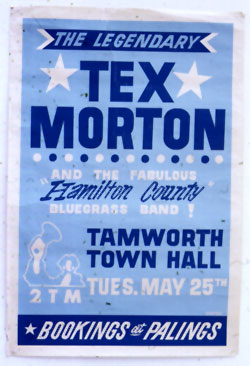 THE LEGENDARY
TEX
MORTON
AND THE FABULOUS
"Hamilton County"
BLUEGRASS BAND!
TAMWORTH
TOWN HALL
2TM
TUES. MAY 25TH
★ BOOKINGS at PALINGS